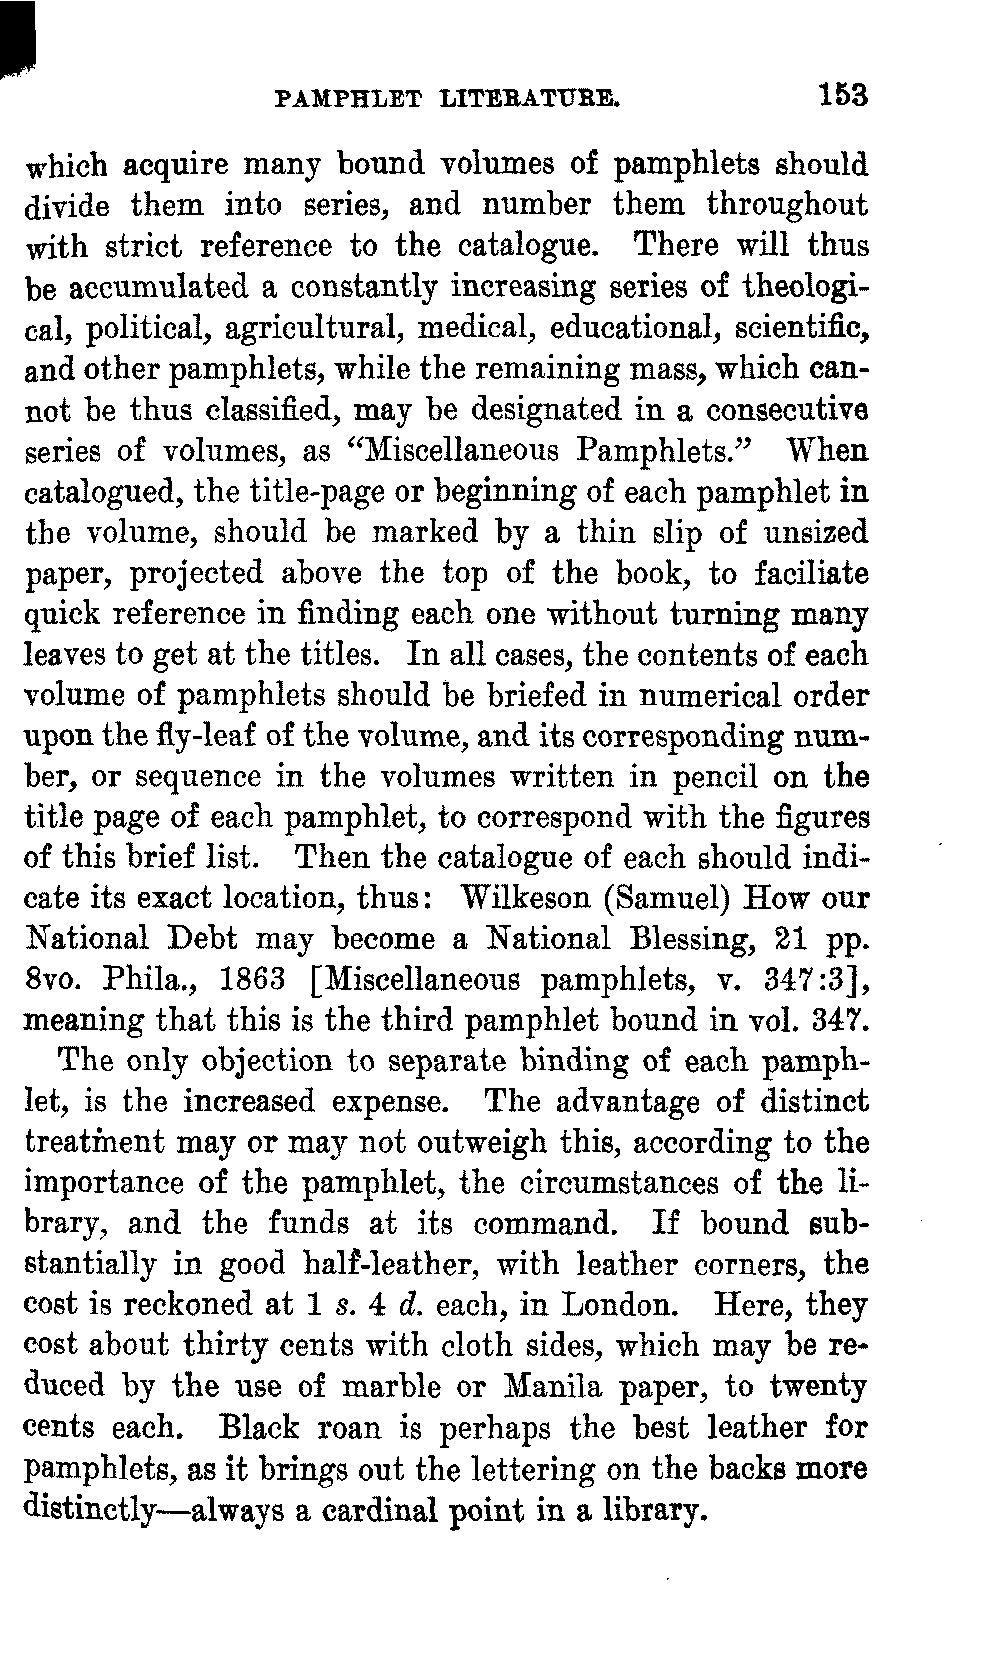 PAMPHLET LITERATURE. 153
which acquire many bound volumes of pamphlets should
divide them into series, and number them throughout
with strict reference to the catalogue. There will thus
be accumulated a constantly increasing series of theologi-
cal, political, agricultural, medical, educational, scientific,
and other pamphlets, while the remaining mass, which can-
not be thus classified, may be designated in a consecutive
series of volumes, as “Miscellaneous Pamphlets.” When
catalogued, the title-page or beginning of each pamphlet in
the volume, should be marked by a thin slip of unsized
paper, projected above the top of the book, to faciliate
quick reference in finding each one without turning many
leaves to get at the titles. In all cases, the contents of each
volume of pamphlets should be briefed in numerical order
upon the fly-leaf of the volume, and its corresponding num-
ber, or sequence in the volumes written in pencil on the
title page of each pamphlet, to correspond with the figures
of this brief list. Then the catalogue of each should indi-
cate its exact location, thus: Wilkeson (Samuel) How our
National Debt may become a National Blessing, 21 pp.
8vo. Phila., 1863 [Miscellaneous pamphlets, v. 347:3],
meaning that this is the third pamphlet bound in vol. 347.
The only objection to separate binding of each pamph-
let, is the increased expense. The advantage of distinct
treatment may or may not outweigh this, according to the
importance of the pamphlet, the circumstances of the li-
brary, and the funds at its command. If bound sub-
stantially in good half-leather, with leather corners, the
cost is reckoned at 1 s. 4 d. each, in London. Here, they
cost about thirty cents with cloth sides, which may be re-
duced by the use of marble or Manila paper, to twenty
cents each. Black roan is perhaps the best leather for
pamphlets, as it brings out the lettering on the backs more
distinctly—always a cardinal point in a library.